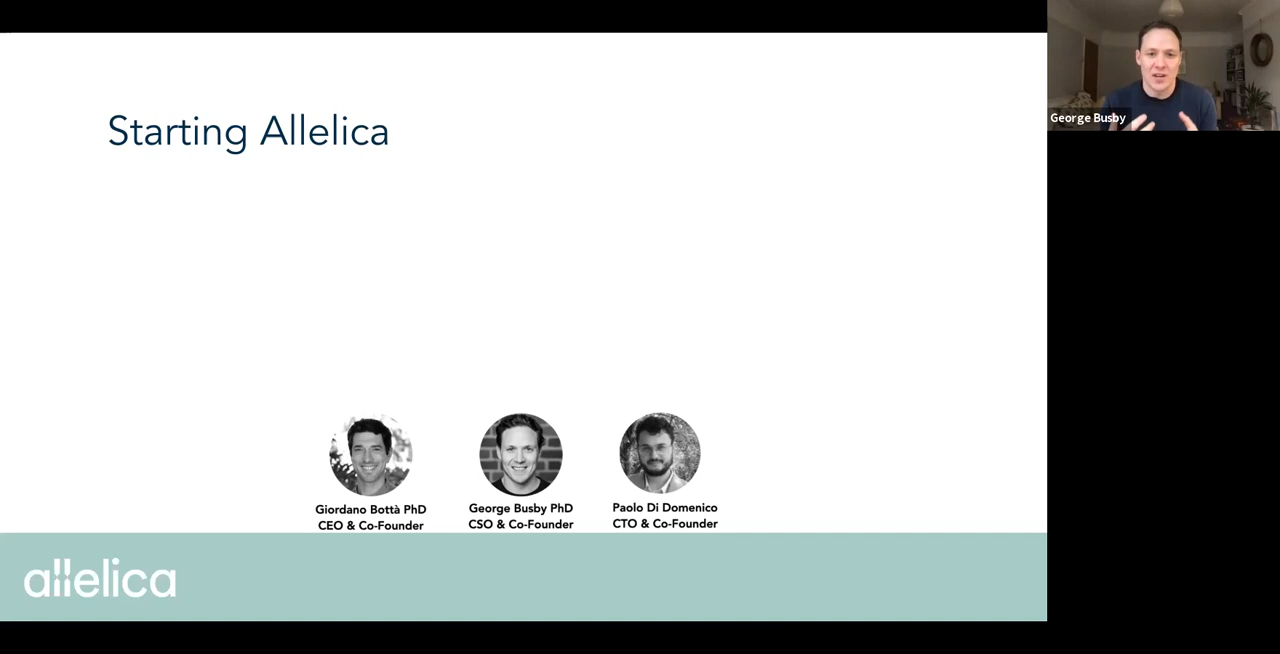 Starting Allelica
George Busby
Giordano Bottà PhD
CEO & Co-Founder
George Busby PhD
CSO & Co-Founder
Paolo Di Domenico
CTO & Co-Founder
allelica